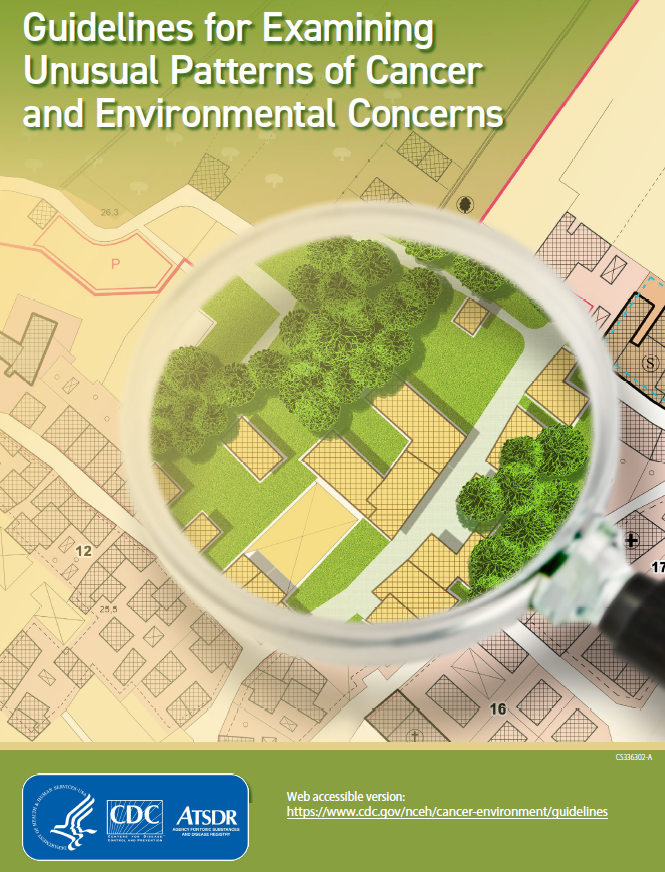 Guidelines for Examining
Unusual Patterns of Cancer
and Environmental Concerns
26.3
P
S
12
17
25.5
16
CS336302-A
DEPARTMENT OF HEALTH & HUMAN SERVICES·USA
CDC
CENTERS FOR DISEASE
CONTROL AND PREVENTION
ATSDR
AGENCY FOR TOXIC SUBSTANCES
AND DISEASE REGISTRY
Web accessible version:
https://www.cdc.gov/nceh/cancer-environment/guidelines